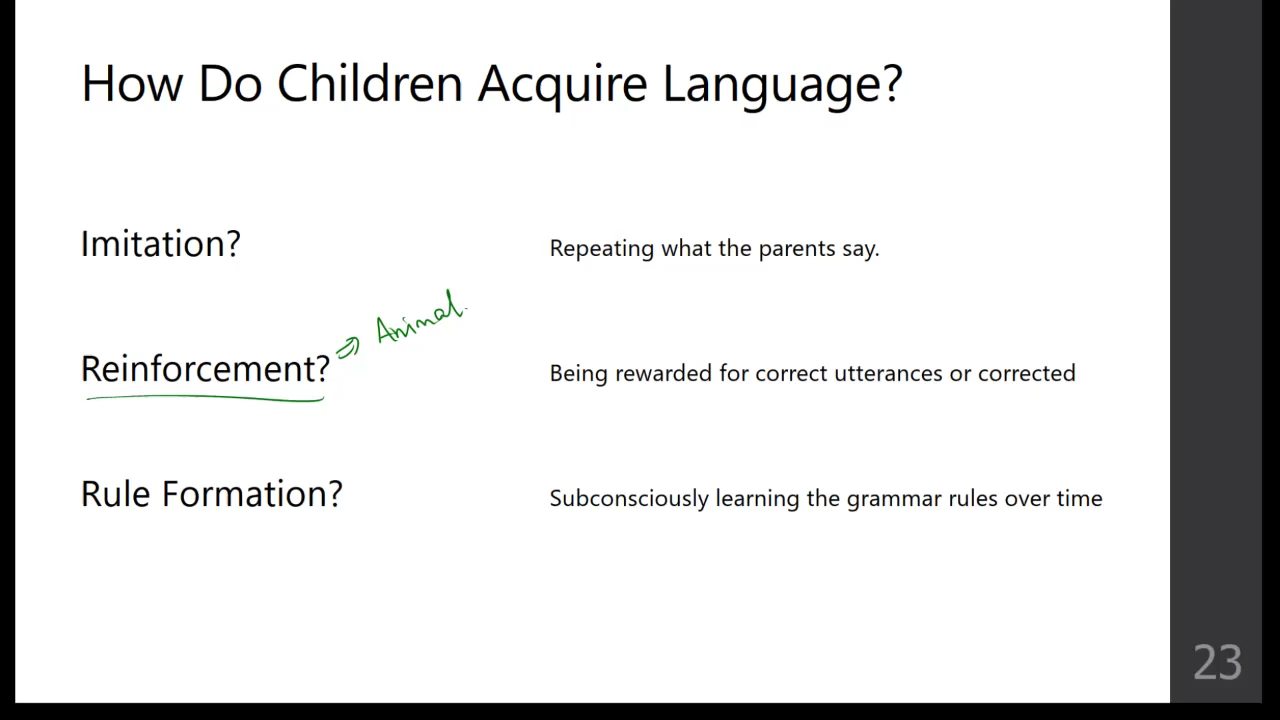 How Do Children Acquire Language?
Imitation?
Repeating what the parents say.
Animal.
Reinforcement?
Being rewarded for correct utterances or corrected
Rule Formation?
Subconsciously learning the grammar rules over time
23